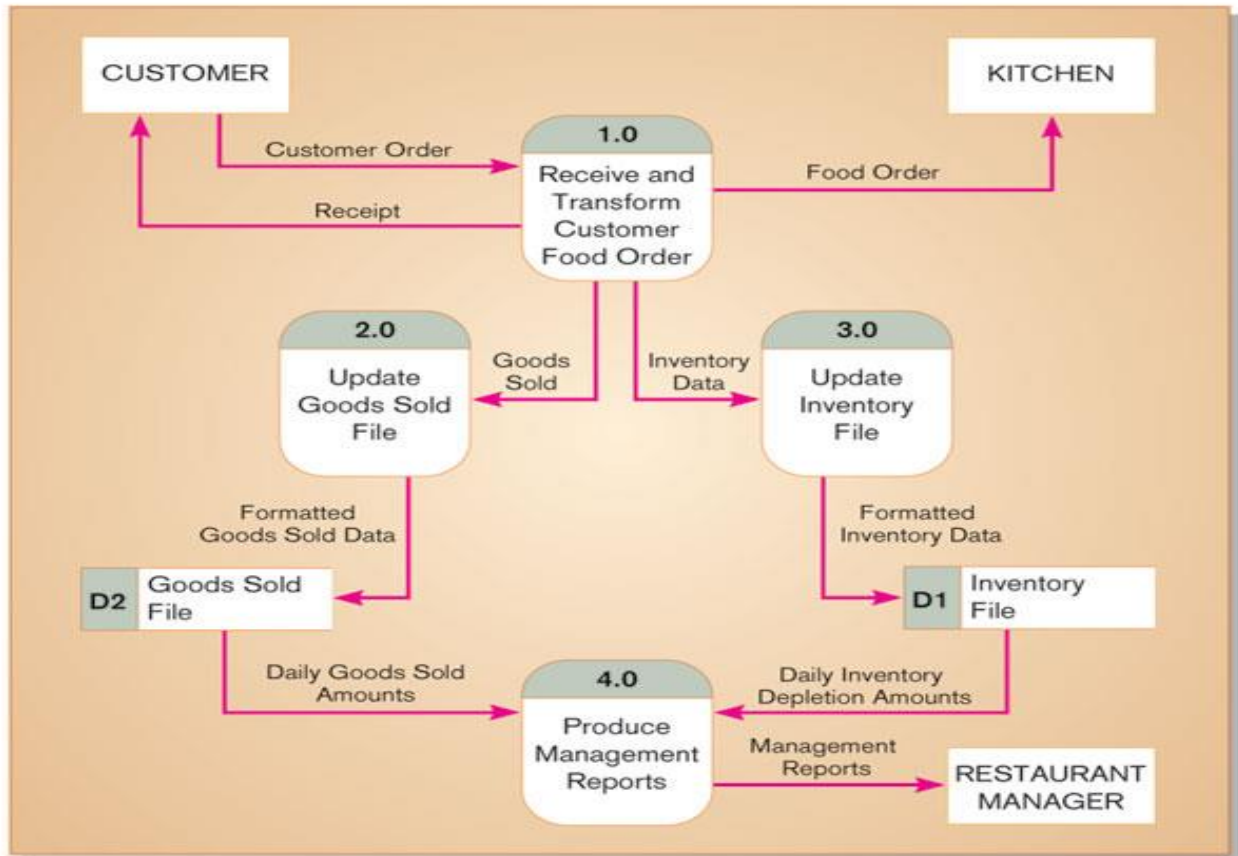 CUSTOMER
KITCHEN
1.0
Receive and
Transform
Customer
Food Order
Customer Order
Receipt
Food Order
2.0
Update
Goods Sold
File
Goods
Sold
Inventory
Data
3.0
Update
Inventory
File
Formatted
Goods Sold Data
Formatted
Inventory Data
D2
Goods Sold
File
D1
Inventory
File
Daily Goods Sold
Amounts
4.0
Produce
Management
Reports
Daily Inventory
Depletion Amounts
Management
Reports
RESTAURANT
MANAGER